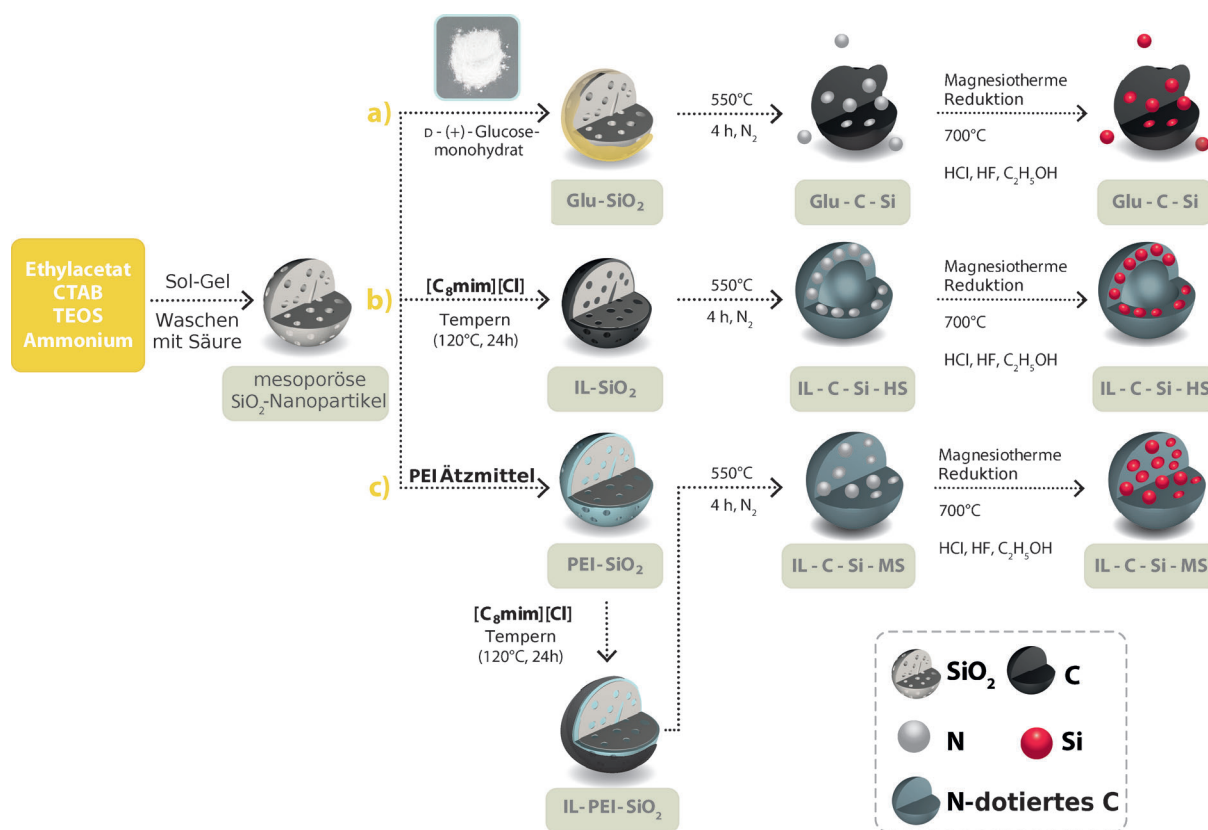 Ethylacetat
CTAB
TEOS
Ammonium
Sol-Gel
Waschen
mit Säure
mesoporöse
SiO₂-Nanopartikel
a)
D-(+)-Glucose-
monohydrat
Glu-SiO₂
550°C
4 h, N₂
Glu-C-Si
Magnesiotherme
Reduktion
700°C
HCl, HF, C₂H₅OH
Glu-C-Si
b)
[C₈mim][Cl]
Tempern
(120°C, 24h)
IL-SiO₂
550°C
4 h, N₂
IL-C-Si-HS
Magnesiotherme
Reduktion
700°C
HCl, HF, C₂H₅OH
IL-C-Si-HS
c)
PEI Ätzmittel
PEI-SiO₂
[C₈mim][Cl]
Tempern
(120°C, 24h)
IL-PEI-SiO₂
550°C
4 h, N₂
IL-C-Si-MS
Magnesiotherme
Reduktion
700°C
HCl, HF, C₂H₅OH
IL-C-Si-MS
SiO₂
C
N
Si
N-dotiertes C